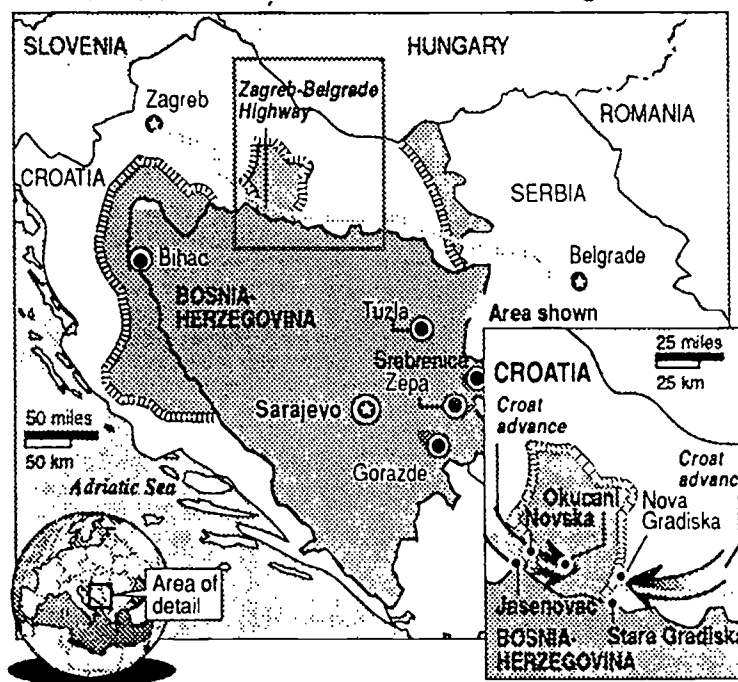 SLOVENIA
HUNGARY
Zagreb
Zagreb-Belgrade
Highway
ROMANIA
CROATIA
SERBIA
Bihac
Belgrade
BOSNIA-
HERZEGOVINA
Tuzla
Area shown
Srebrenica
Zepa
Sarajevo
Gorazde
50 miles
50 km
Adriatic Sea
Area of
detail
25 miles
25 km
CROATIA
Croat
advance
Croat
advance
Okucani
Novska
Nova
Gradiska
Jasenovac
Stara Gradiska
BOSNIA-
HERZEGOVINA